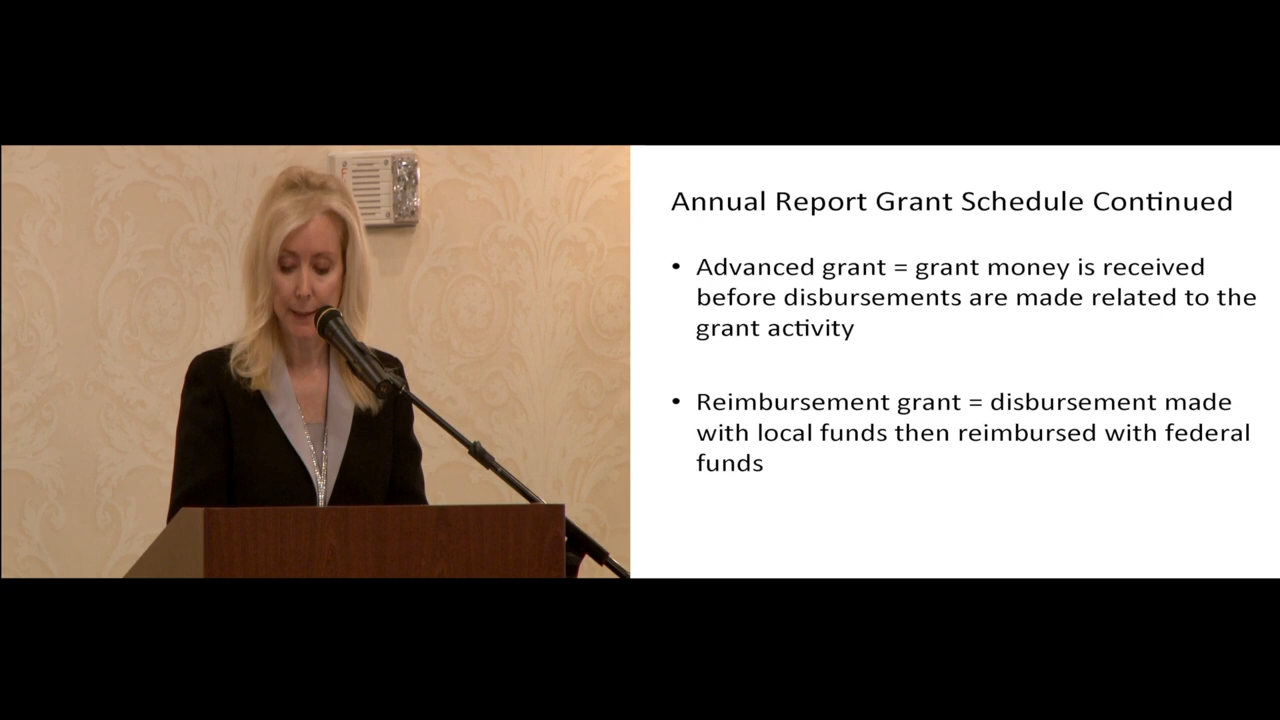 Annual Report Grant Schedule Continued
• Advanced grant = grant money is received
before disbursements are made related to the
grant activity
• Reimbursement grant = disbursement made
with local funds then reimbursed with federal
funds